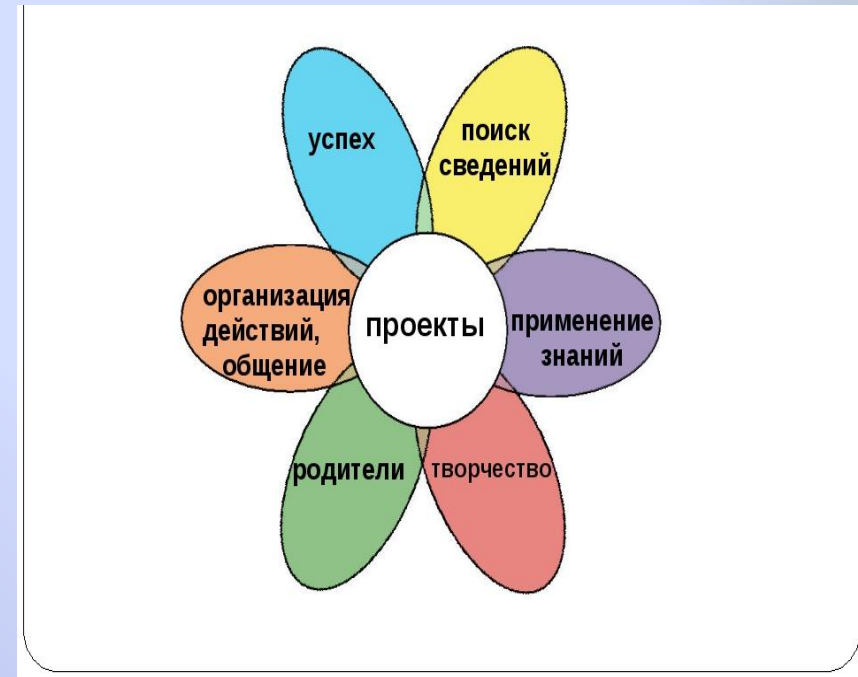 успех
поиск
сведений
организация
действий,
общение
проекты
применение
знаний
родители
творчество